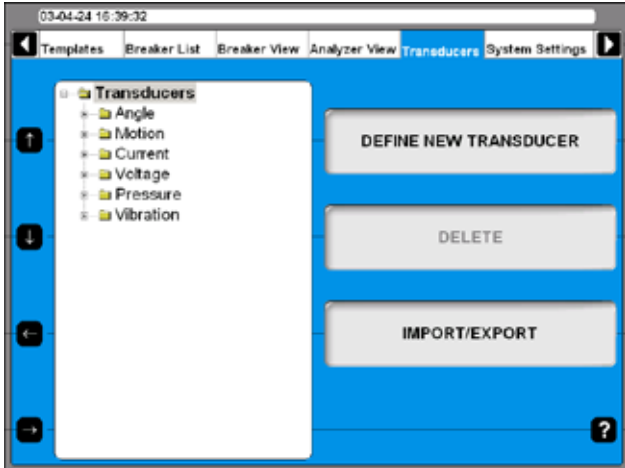 03-04-24 16:39:32
Templates Breaker List Breaker View Analyzer View Transducers System Settings
Transducers
Angle
Motion
Current
Voltage
Pressure
Vibration
DEFINE NEW TRANSDUCER
DELETE
IMPORT/EXPORT
?